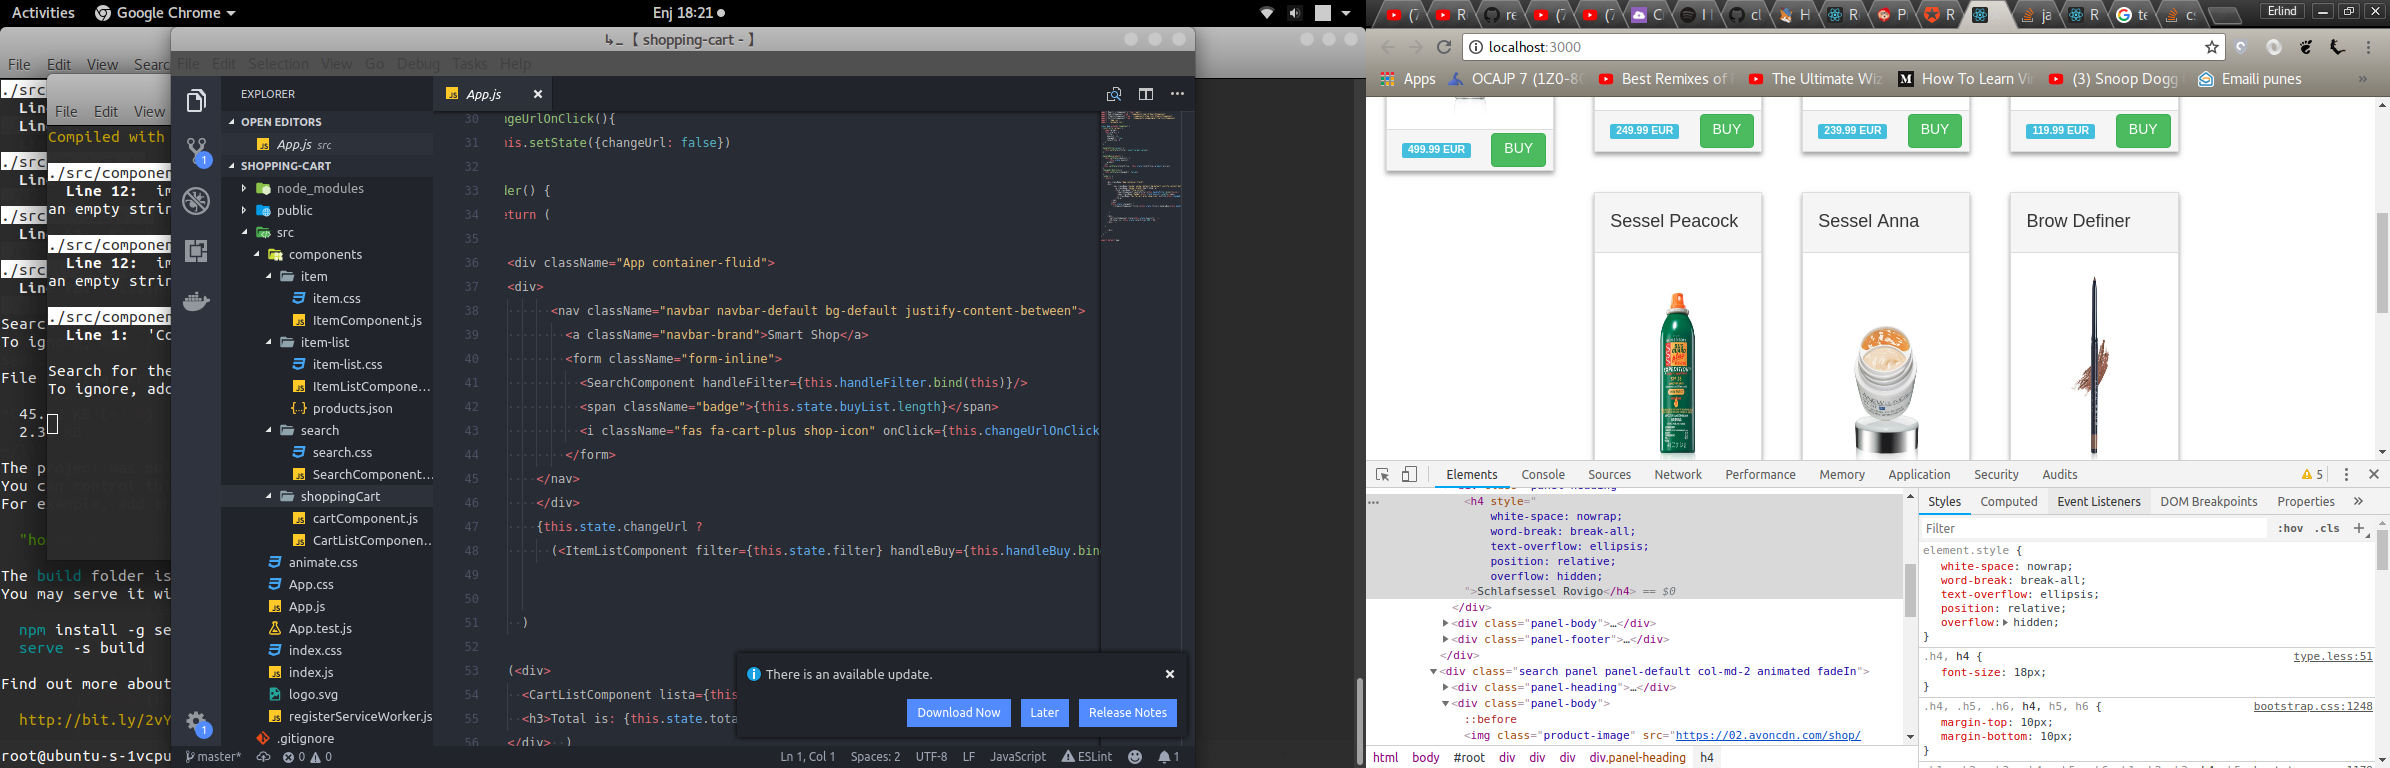 Activities
Google Chrome
Enj 18:21
shopping-cart -
File Edit View Searc
File Edit View
File Edit Selection View Go Debug Tasks Help
./src
Lin
Lin
./src
Lin
./src
Lin
./src
Lin
Searc
To ig
File
45.
2.3
The p
You c
For e
"ho
The build folder is
You may serve it wi
npm install -g se
serve -s build
Find out more about
http://bit.ly/2vY
root@ubuntu-s-1vcpu
Compiled with
./src/componen
Line 12: im
an empty strin
./src/componen
Line 12: im
an empty strin
./src/componen
Line 1: 'Co
Search for the
To ignore, add
EXPLORER
OPEN EDITORS
App.js src
SHOPPING-CART
node_modules
public
src
components
item
item.css
ItemComponent.js
item-list
item-list.css
ItemListCompone...
products.json
search
search.css
SearchComponent...
shoppingCart
cartComponent.js
CartListComponen...
animate.css
App.css
App.js
App.test.js
index.css
index.js
logo.svg
registerServiceWorker.js
.gitignore
1
1
App.js
30 geUrlOnClick(){
31 his.setState({changeUrl: false})
32
33 der() {
34 eturn (
35
36 <div className="App container-fluid">
37 <div>
38 <nav className="navbar navbar-default bg-default justify-content-between">
39 <a className="navbar-brand">Smart Shop</a>
40 <form className="form-inline">
41 <SearchComponent handleFilter={this.handleFilter.bind(this)}/>
42 <span className="badge">{this.state.buyList.length}</span>
43 <i className="fas fa-cart-plus shop-icon" onClick={this.changeUrlOnClick
44 </form>
45 </nav>
46 </div>
47 {this.state.changeUrl ?
48 (<ItemListComponent filter={this.state.filter} handleBuy={this.handleBuy.bin
49
50
51 )
52
53 (<div>
54 <CartListComponent lista={this
55 <h3>Total is: {this.state.tota
56 </div> )
There is an available update.
Download Now Later Release Notes
master* 0 0 Ln 1, Col 1 Spaces: 2 UTF-8 LF JavaScript ESLint 1
Erlind
localhost:3000
Apps OCAJP 7 (1Z0-8 Best Remixes of The Ultimate Wiz How To Learn Vi (3) Snoop Dogg Emaili punes
499.99 EUR BUY
249.99 EUR BUY
239.99 EUR BUY
119.99 EUR BUY
Sessel Peacock
Sessel Anna
Brow Definer
Elements Console Sources Network Performance Memory Application Security Audits 5
<h4 style="
white-space: nowrap;
word-break: break-all;
text-overflow: ellipsis;
position: relative;
overflow: hidden;
">Schlafsessel Rovigo</h4> == $0
</div>
<div class="panel-body">…</div>
<div class="panel-footer">…</div>
</div>
<div class="search panel panel-default col-md-2 animated fadeIn">
<div class="panel-heading">…</div>
<div class="panel-body">
::before
<img class="product-image" src="https://02.avoncdn.com/shop/
html body #root div div div div.panel-heading h4
Styles Computed Event Listeners DOM Breakpoints Properties
Filter :hov .cls
element.style {
white-space: nowrap;
word-break: break-all;
text-overflow: ellipsis;
position: relative;
overflow: hidden;
}
.h4, h4 { type.less:51
font-size: 18px;
}
.h4, .h5, .h6, h4, h5, h6 { bootstrap.css:1248
margin-top: 10px;
margin-bottom: 10px;
}